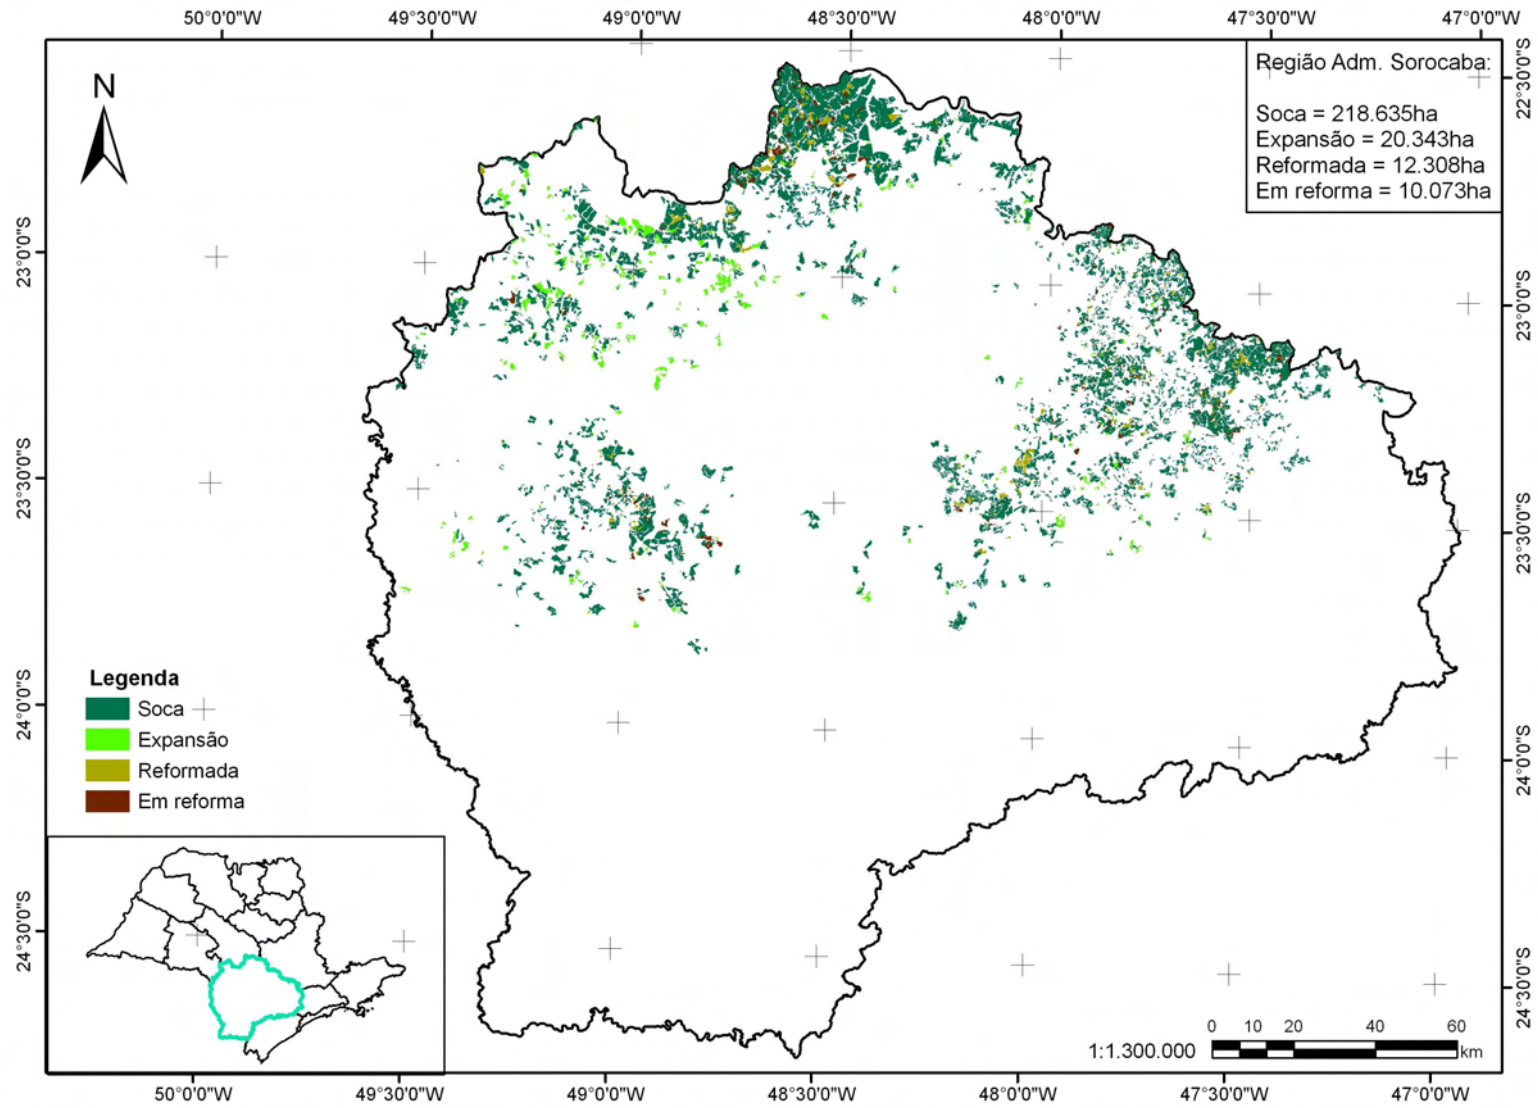 50°0'0"W 49°30'0"W 49°0'0"W 48°30'0"W 48°0'0"W 47°30'0"W 47°0'0"W
N
Região Adm. Sorocaba:
Soca = 218.635ha
Expansão = 20.343ha
Reformada = 12.308ha
Em reforma = 10.073ha
23°0'0"S
23°30'0"S
24°0'0"S
24°30'0"S
22°30'0"S
23°0'0"S
23°30'0"S
24°0'0"S
24°30'0"S
Legenda
Soca
Expansão
Reformada
Em reforma
0 10 20 40 60
1:1.300.000 km
50°0'0"W 49°30'0"W 49°0'0"W 48°30'0"W 48°0'0"W 47°30'0"W 47°0'0"W